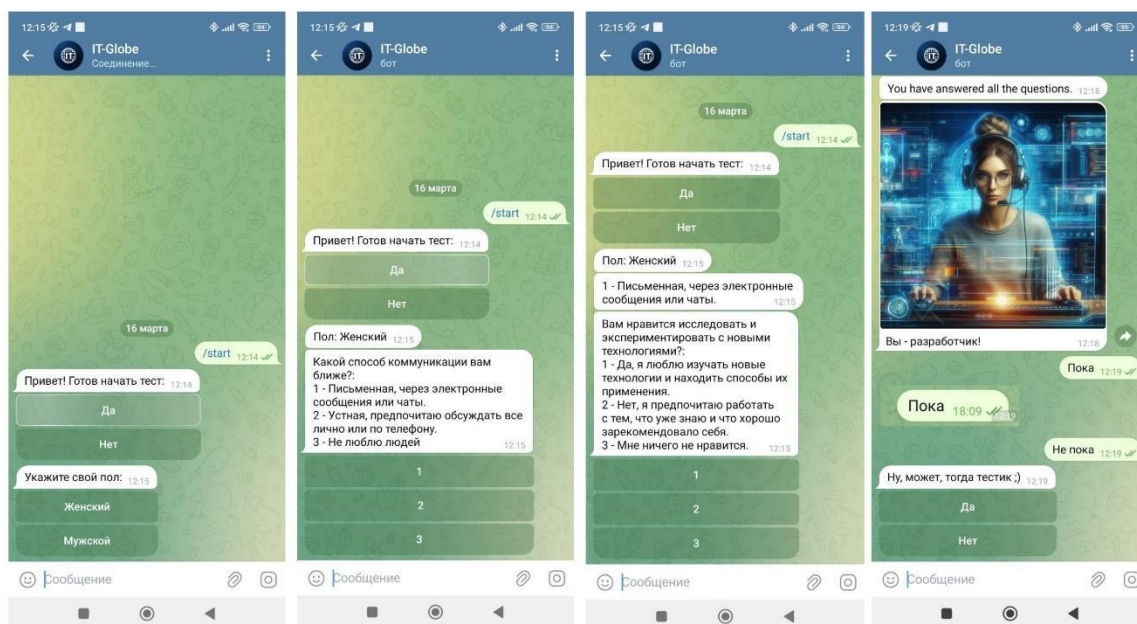 12:15
94
IT-Globe
Соединение...
16 марта
/start 12:14
Привет! Готов начать тест: 12:14
Да
Нет
Укажите свой пол: 12:15
Женский
Мужской
Сообщение
12:15
94
IT-Globe
бот
16 марта
/start 12:14
Привет! Готов начать тест: 12:14
Да
Нет
Пол: Женский 12:15
Какой способ коммуникации вам
ближе?:
1 - Письменная, через электронные
сообщения или чаты.
2 - Устная, предпочитаю обсуждать все
лично или по телефону.
3 - Не люблю людей 12:15
1
2
3
Сообщение
12:15
94
IT-Globe
бот
16 марта
/start 12:14
Привет! Готов начать тест: 12:14
Да
Нет
Пол: Женский 12:15
1 - Письменная, через электронные
сообщения или чаты. 12:15
Вам нравится исследовать и
экспериментировать с новыми
технологиями?:
1 - Да, я люблю изучать новые
технологии и находить способы их
применения.
2 - Нет, я предпочитаю работать
с тем, что уже знаю и что хорошо
зарекомендовало себя.
3 - Мне ничего не нравится. 12:15
1
2
3
Сообщение
12:19
IT-Globe
бот
You have answered all the questions. 12:18
Вы - разработчик! 12:18
Пока 12:19
Пока 18:09
12:19
Не пока 12:19
Ну, может, тогда тестик ;) 12:19
Да
Нет
Сообщение